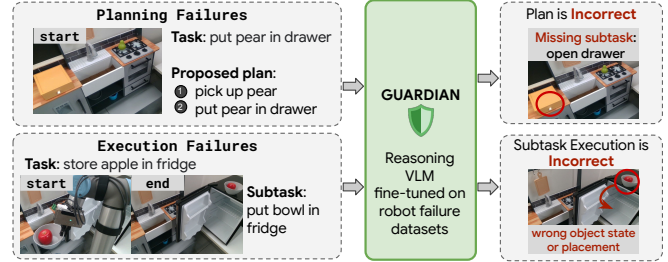 Planning Failures
start
Task: put pear in drawer
Proposed plan:
1 pick up pear
2 put pear in drawer
Execution Failures
Task: store apple in fridge
start
end
Subtask:
put bowl in
fridge
GUARDIAN
Reasoning
VLM
fine-tuned on
robot failure
datasets
Plan is Incorrect
Missing subtask:
open drawer
Subtask Execution is
Incorrect
wrong object state
or placement